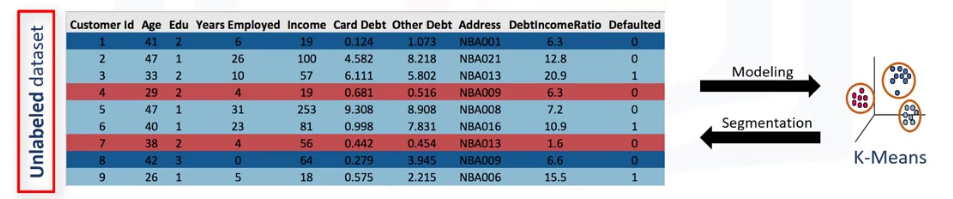 Unlabeled dataset
Customer Id Age Edu Years Employed Income Card Debt Other Debt Address DebtIncomeRatio Defaulted
1 41 2 6 19 0.124 1.073 NBA001 6.3 0
2 47 1 26 100 4.582 8.218 NBA021 12.8 0
3 33 2 10 57 6.111 5.802 NBA013 20.9 1
4 29 2 4 19 0.681 0.516 NBA009 6.3 0
5 47 1 31 253 9.308 8.908 NBA008 7.2 0
6 40 1 23 81 0.998 7.831 NBA016 10.9 1
7 38 2 4 56 0.442 0.454 NBA013 1.6 0
8 42 3 0 64 0.279 3.945 NBA009 6.6 0
9 26 1 5 18 0.575 2.215 NBA006 15.5 1
Modeling
Segmentation
K-Means